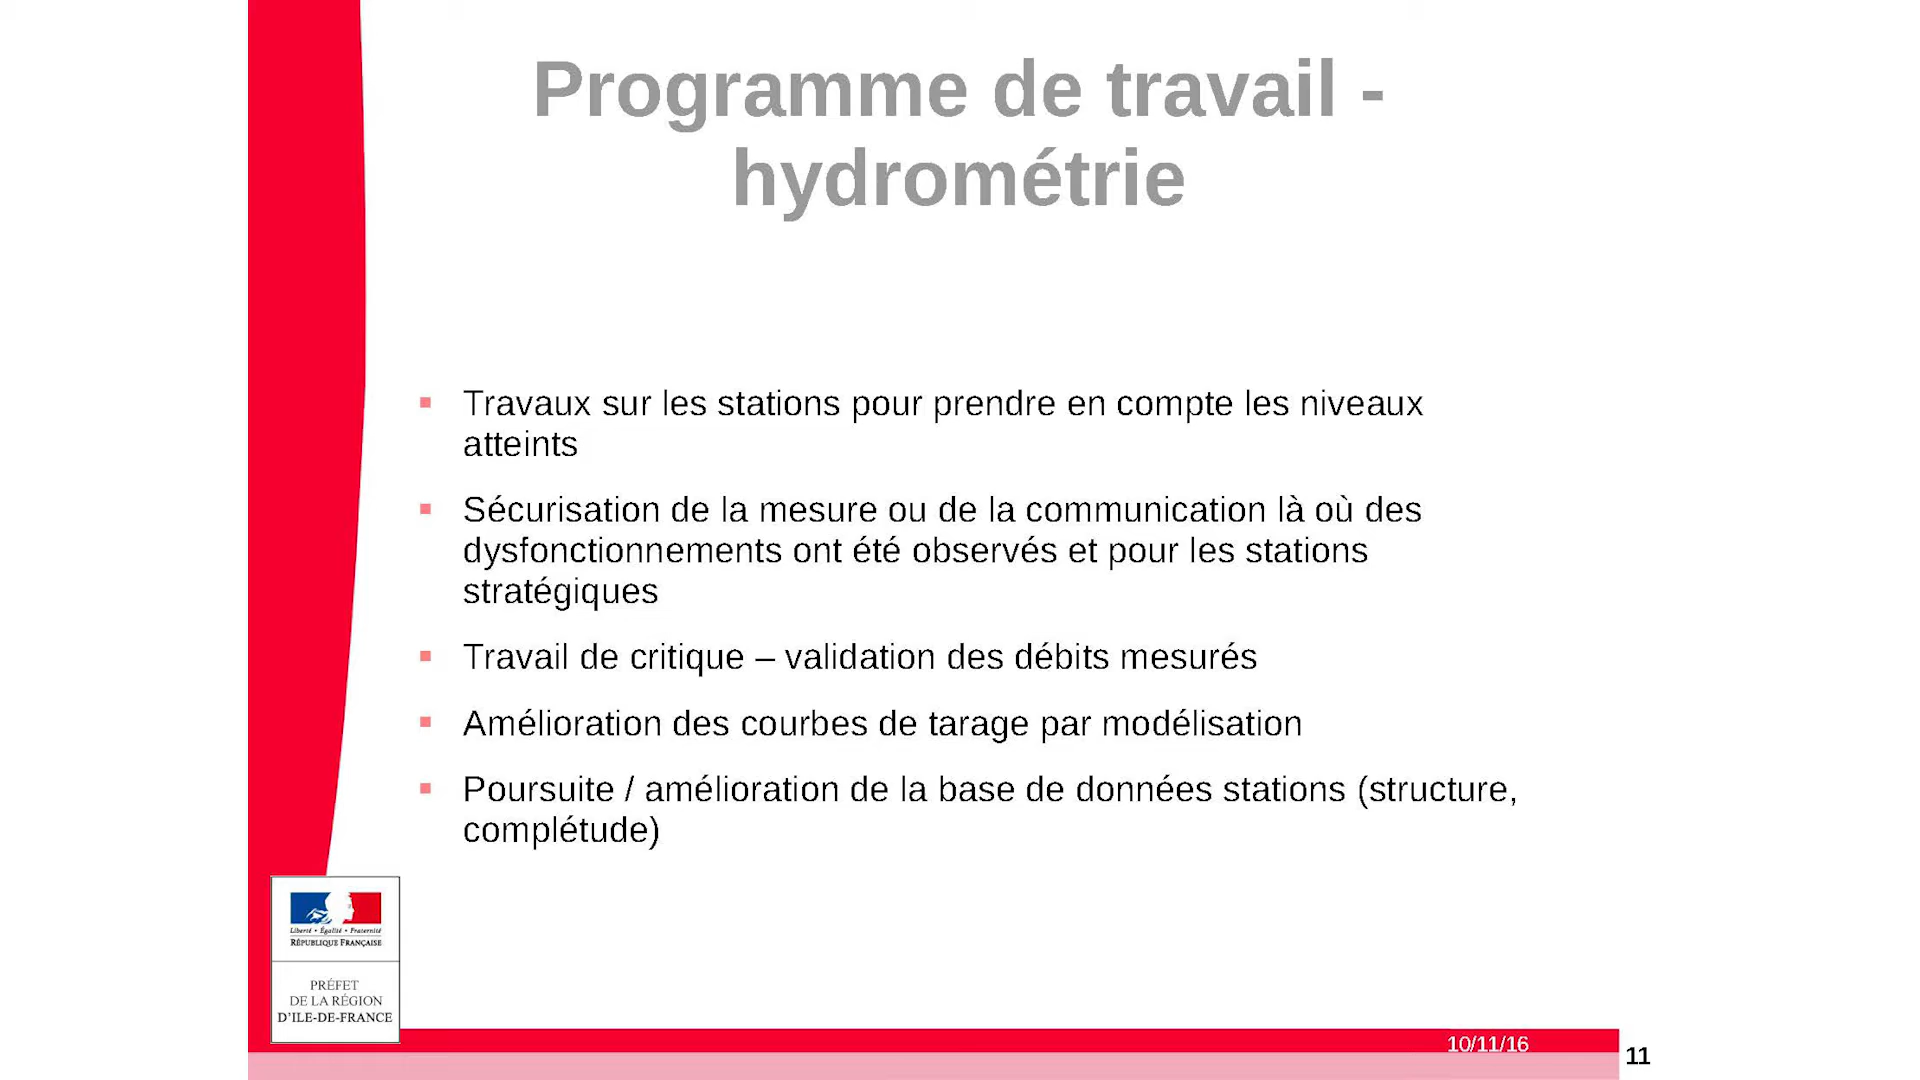 Programme de travail -
hydrométrie
Travaux sur les stations pour prendre en compte les niveaux
atteints
Sécurisation de la mesure ou de la communication là où des
dysfonctionnements ont été observés et pour les stations
stratégiques
Travail de critique – validation des débits mesurés
Amélioration des courbes de tarage par modélisation
Poursuite / amélioration de la base de données stations (structure,
complétude)
Liberté • Égalité • Fraternité
RÉPUBLIQUE FRANÇAISE
PRÉFET
DE LA RÉGION
D'ILE-DE-FRANCE
10/11/16
11